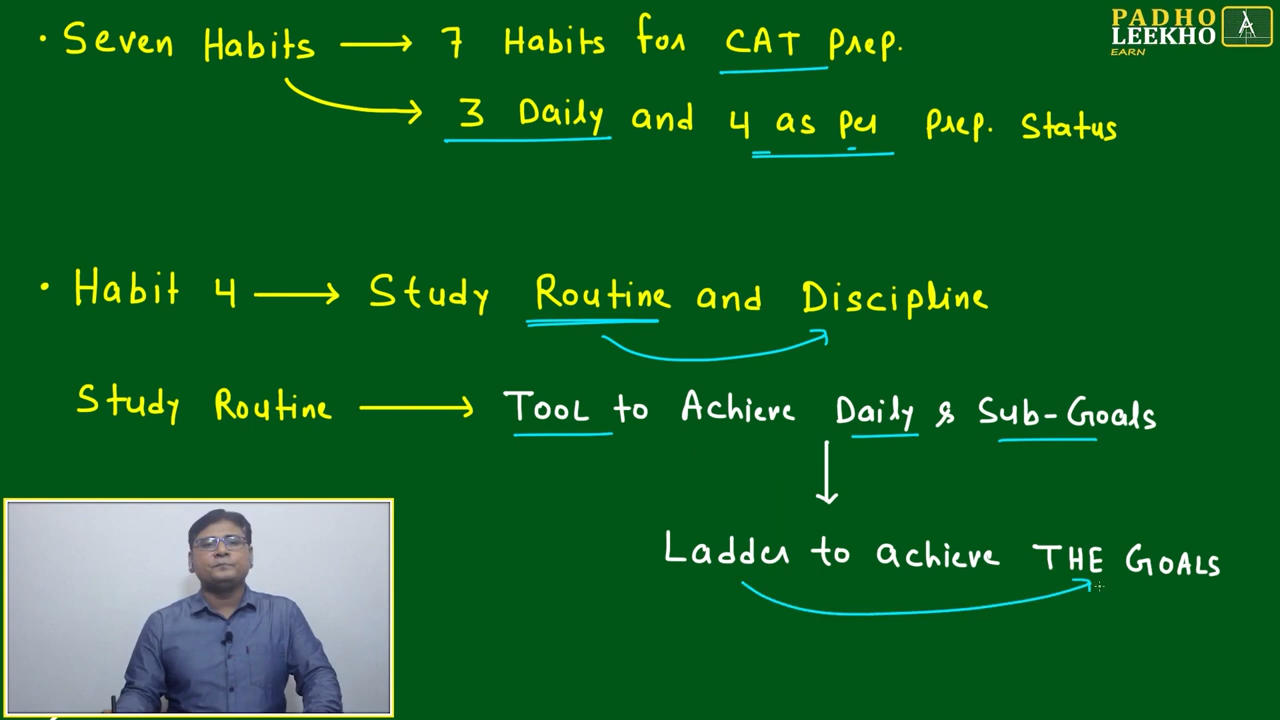 PADHO
LEEKHO
EARN
• Seven Habits → 7 Habits for CAT Prep.
→ 3 Daily and 4 as per Prep. Status
• Habit 4 → Study Routine and Discipline
Study Routine → TOOL to Achieve Daily & Sub-Goals
↓
Ladder to achieve THE GOALS